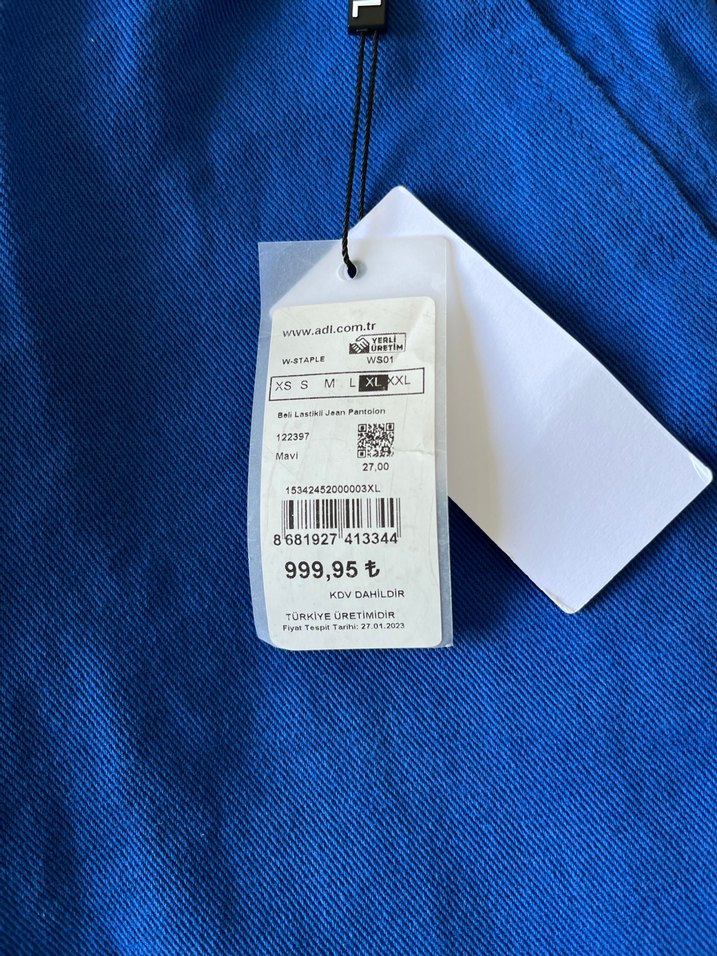 L
www.adl.com.tr
YERLİ
ÜRETİM
W-STAPLE WS01
XS S M L XL XXL
Beli Lastikli Jean Pantolon
122397
Mavi
27,00
15342452000003XL
8 681927 413344
999,95 ₺
KDV DAHİLDİR
TÜRKİYE ÜRETİMİDİR
Fiyat Tespit Tarihi: 27.01.2023